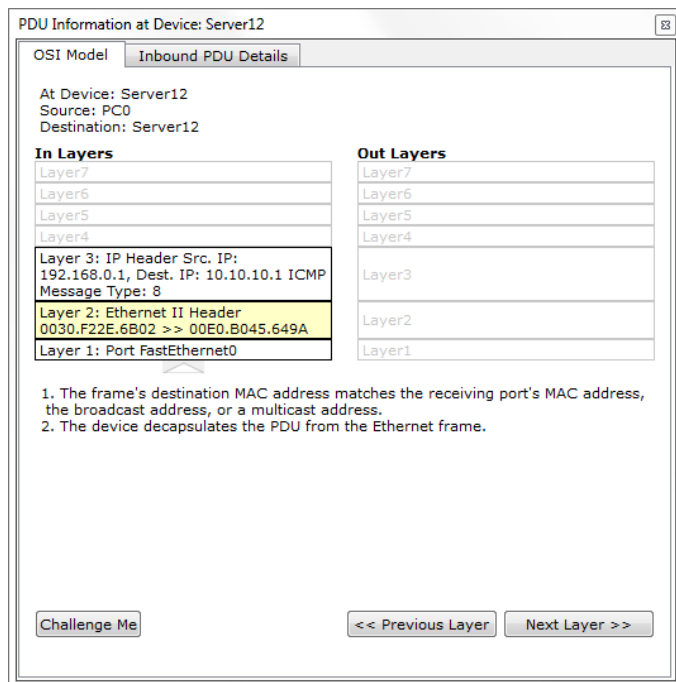 PDU Information at Device: Server12
OSI Model
Inbound PDU Details
At Device: Server12
Source: PC0
Destination: Server12
In Layers
Layer7
Layer6
Layer5
Layer4
Layer 3: IP Header Src. IP:
192.168.0.1, Dest. IP: 10.10.10.1 ICMP
Message Type: 8
Layer 2: Ethernet II Header
0030.F22E.6B02 >> 00E0.B045.649A
Layer 1: Port FastEthernet0
Out Layers
Layer7
Layer6
Layer5
Layer4
Layer3
Layer2
Layer1
1. The frame's destination MAC address matches the receiving port's MAC address,
the broadcast address, or a multicast address.
2. The device decapsulates the PDU from the Ethernet frame.
Challenge Me
<< Previous Layer
Next Layer >>